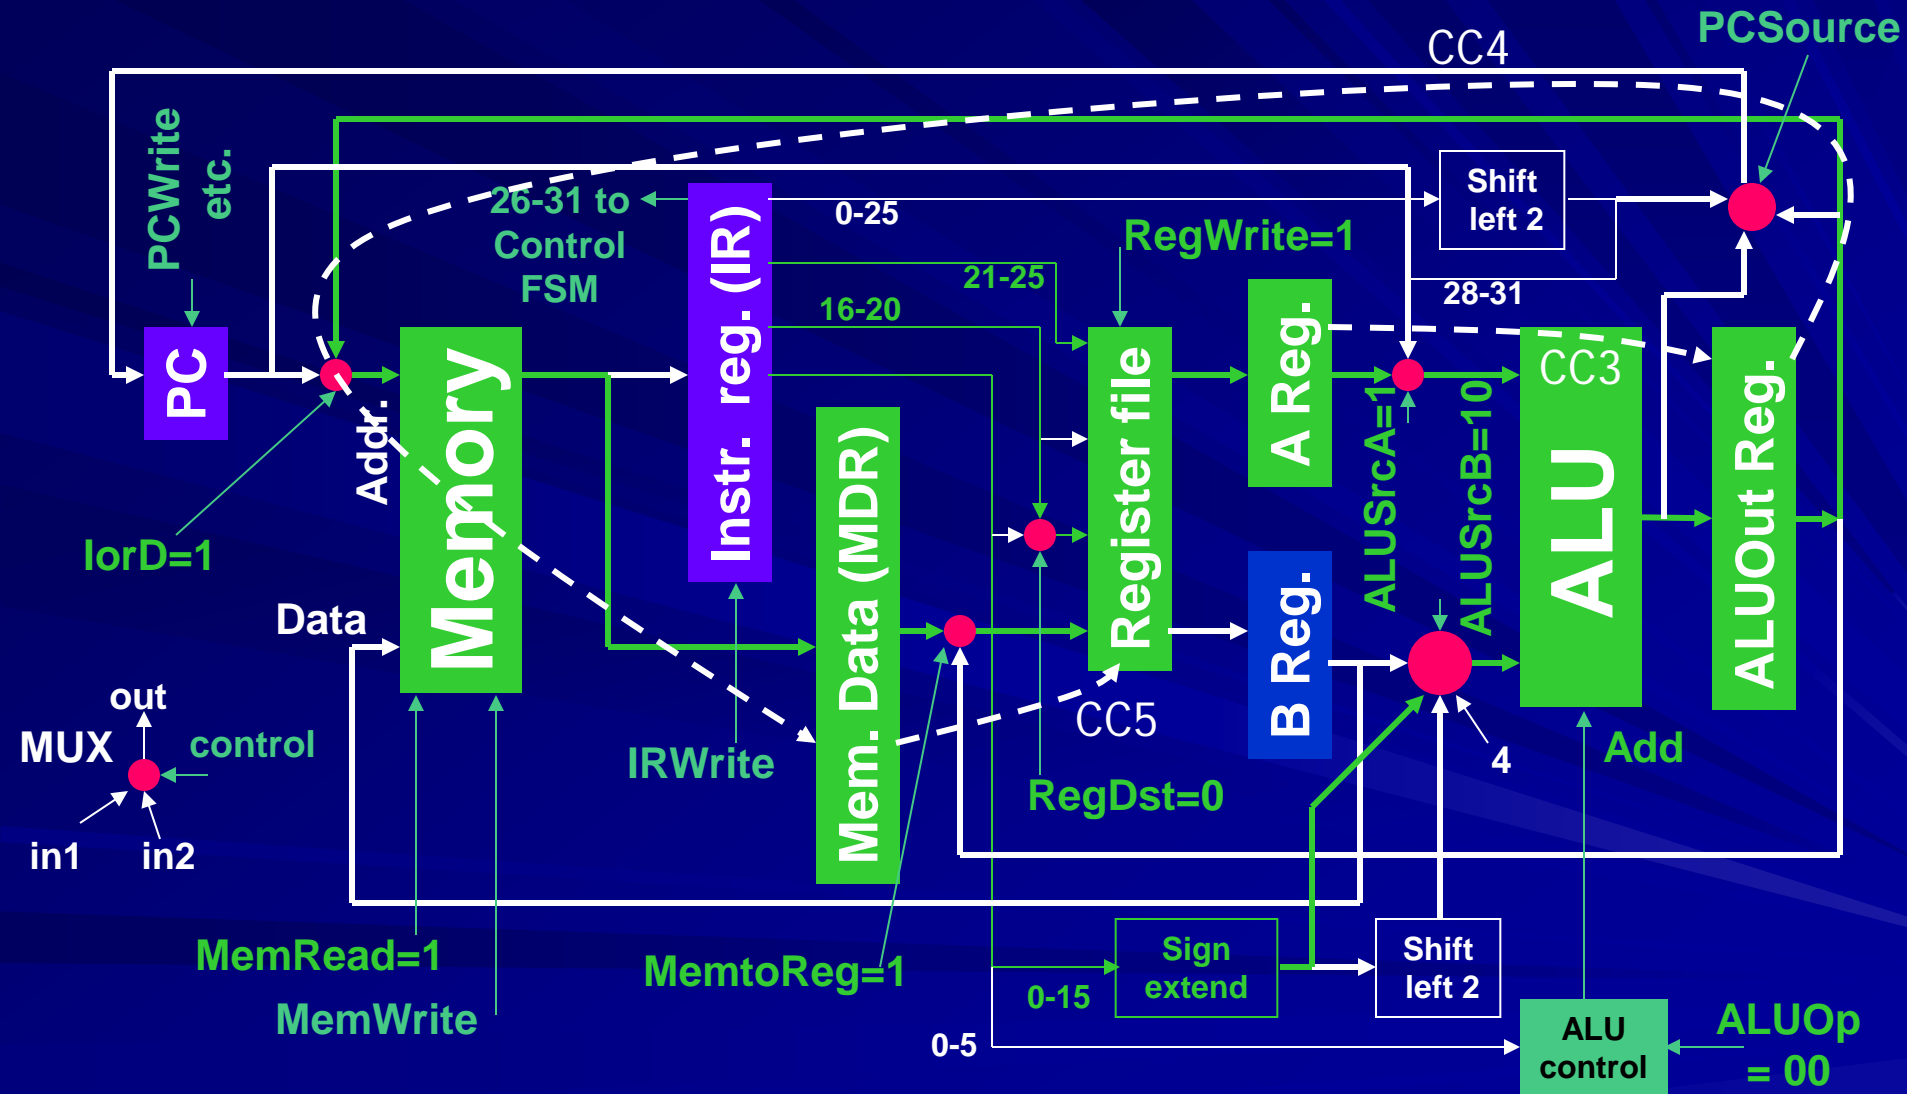 CC4
PCSource
PCWrite
etc.
Shift
left 2
26-31 to
Control
FSM
0-25
RegWrite=1
21-25
16-20
28-31
PC
Addr.
Memory
Instr. reg. (IR)
Mem. Data (MDR)
Register file
A Reg.
B Reg.
ALUSrcA=1
ALUSrcB=10
CC3
ALU
ALUOut Reg.
IorD=1
Data
out
MUX
control
in1
in2
IRWrite
CC5
RegDst=0
4
Add
MemRead=1
MemWrite
MemtoReg=1
Sign
extend
Shift
left 2
0-15
0-5
ALU
control
ALUOp
= 00